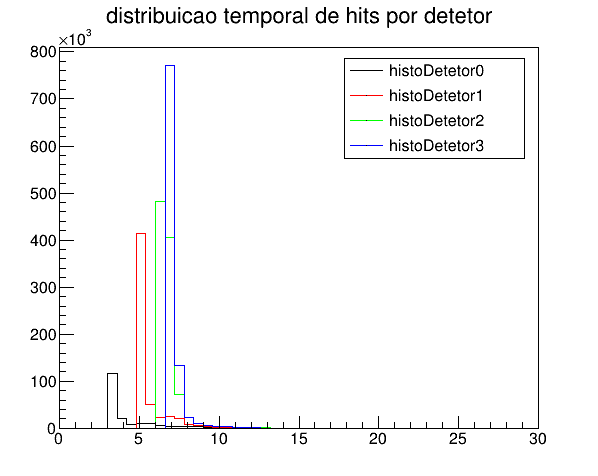 distribuicao temporal de hits por detetor
×10³
800
700
600
500
400
300
200
100
0
0 5 10 15 20 25 30
histoDetetor0
histoDetetor1
histoDetetor2
histoDetetor3